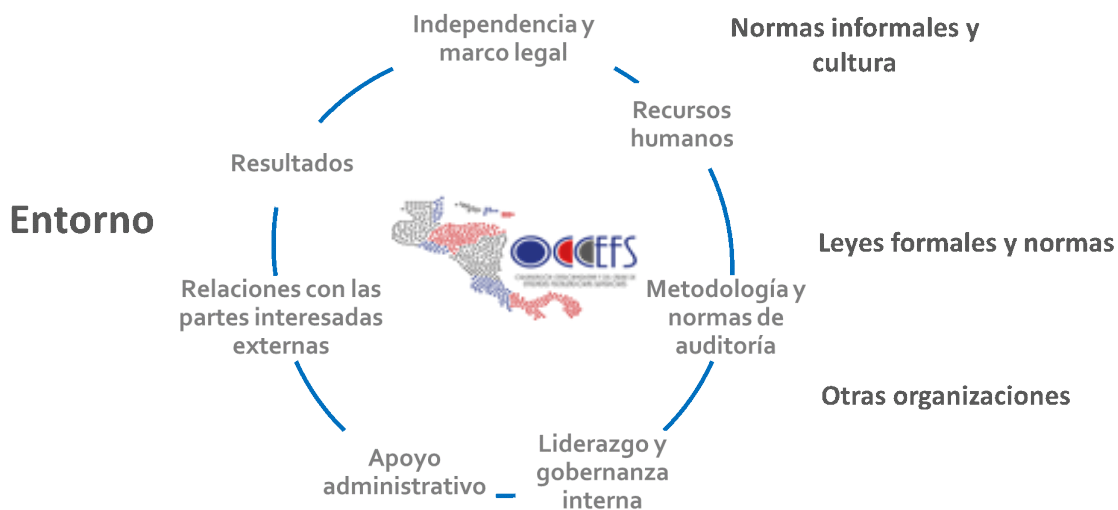 Independencia y
marco legal
Normas informales y
cultura
Recursos
humanos
Resultados
Entorno
OCCEFS
Leyes formales y normas
Relaciones con las
partes interesadas
externas
Metodología y
normas de
auditoría
Otras organizaciones
Liderazgo y
gobernanza
interna
Apoyo
administrativo